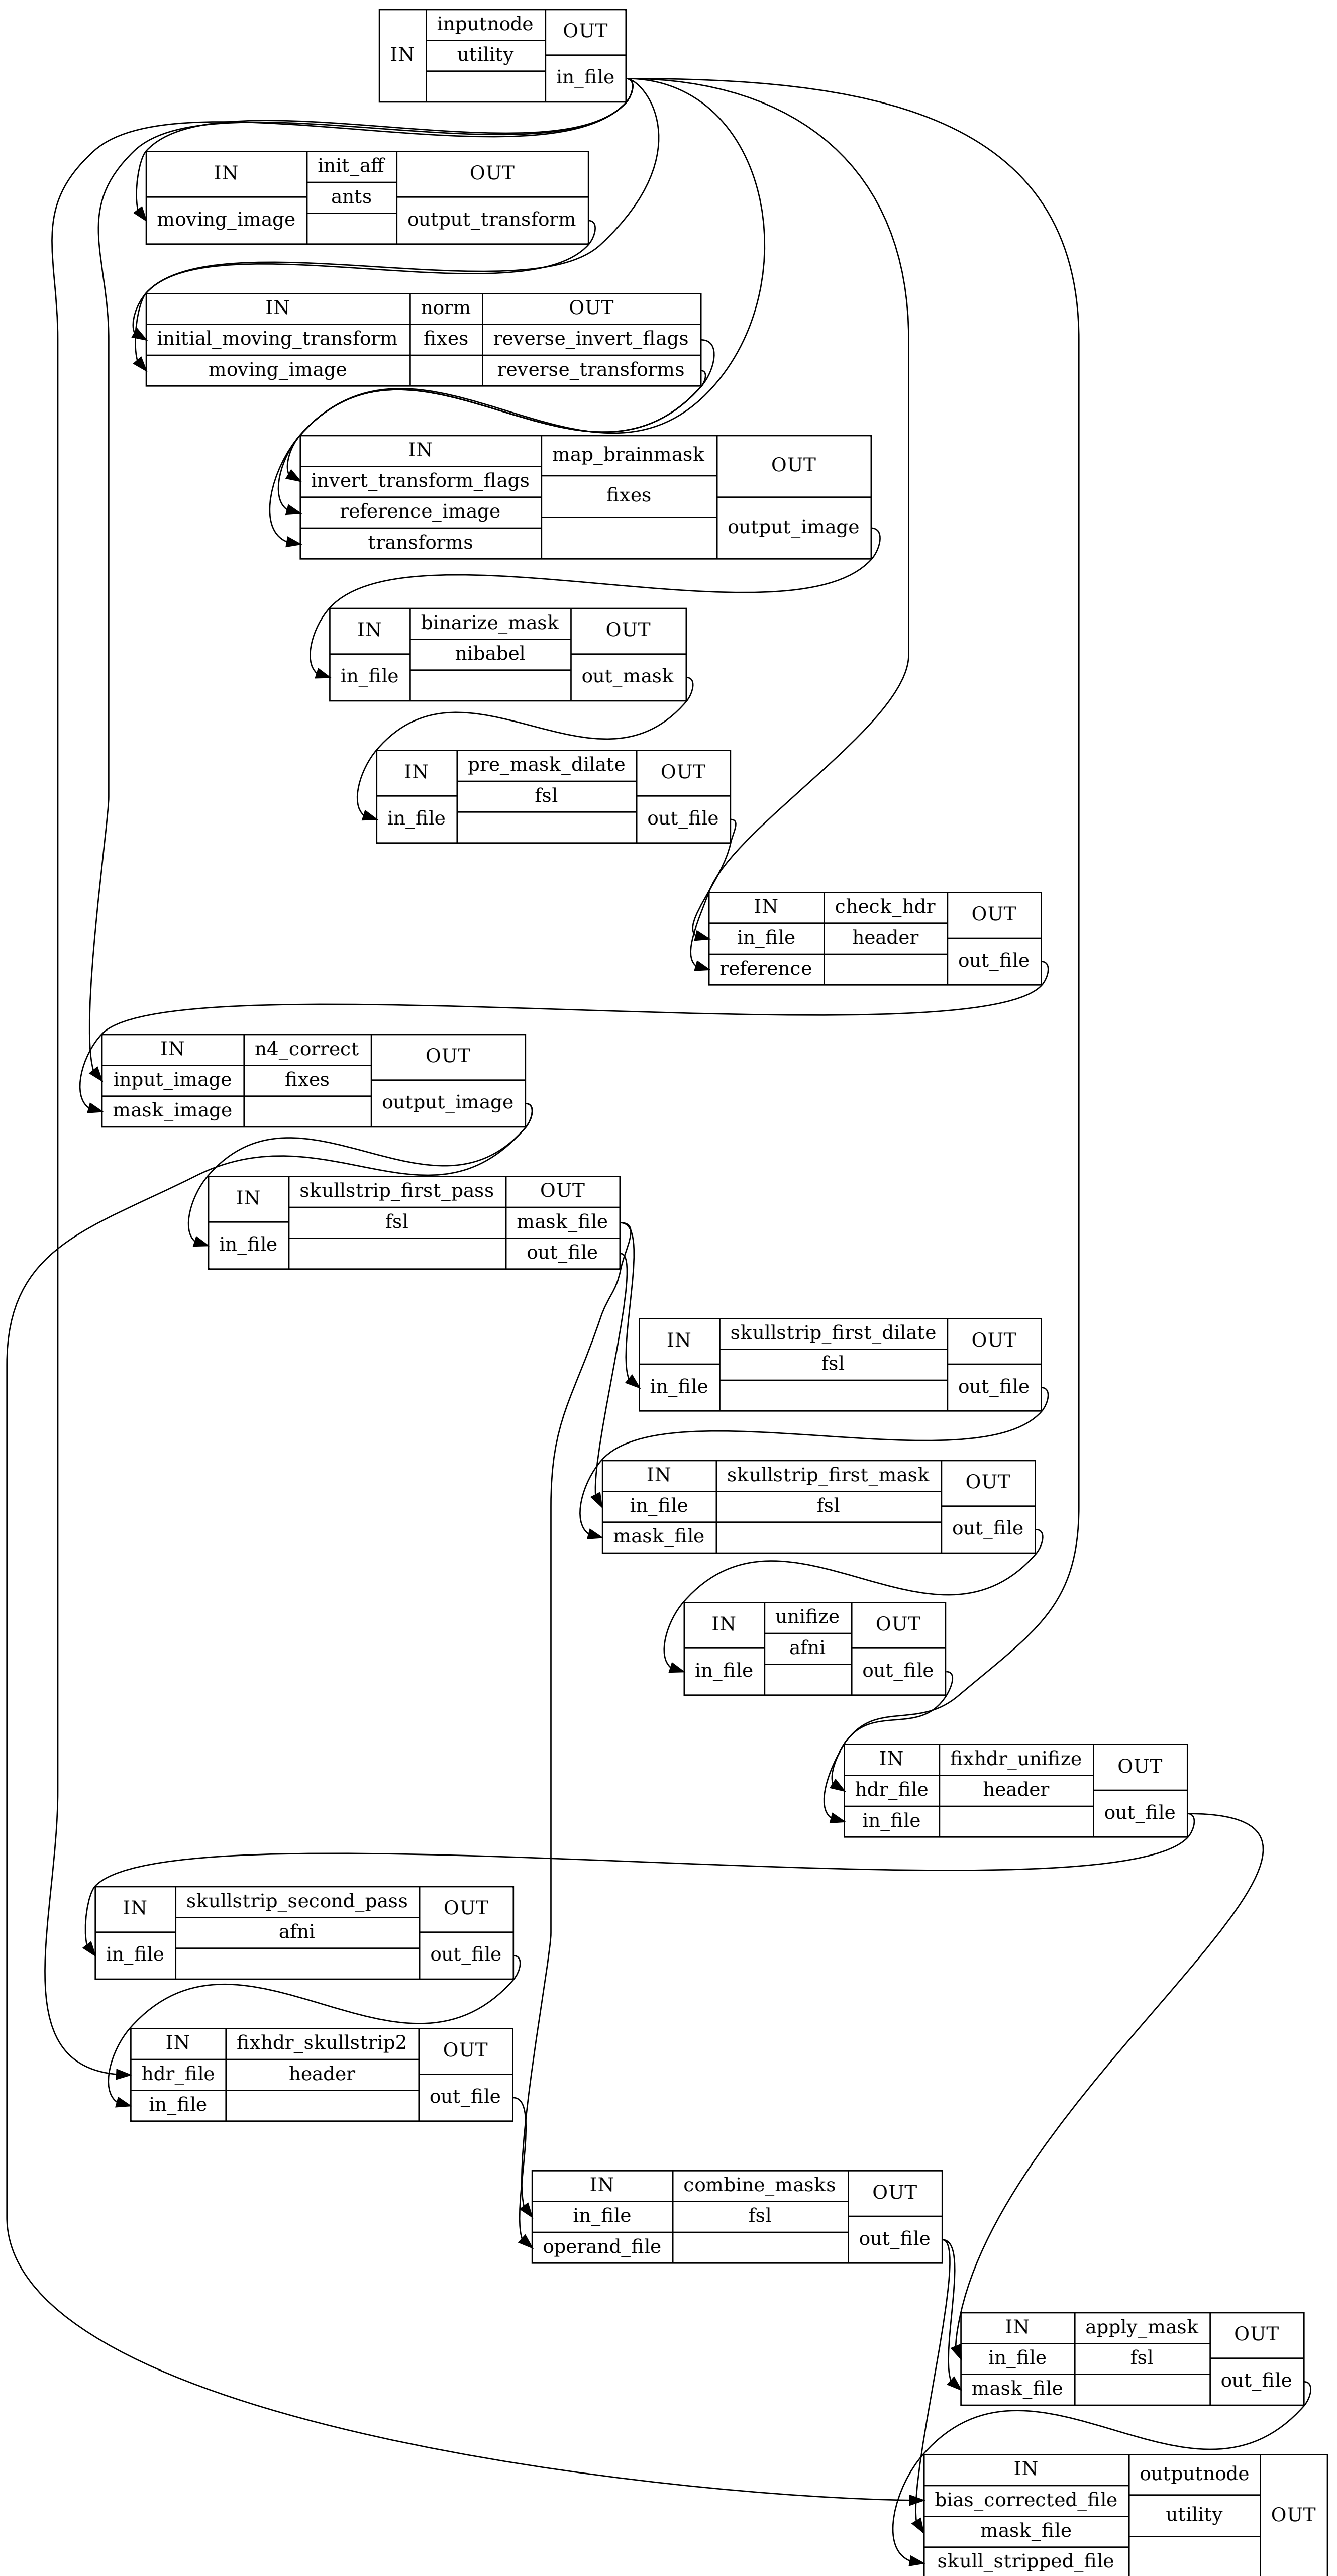 inputnode OUT
IN utility
in_file
IN init_aff OUT
ants
moving_image output_transform
IN norm OUT
initial_moving_transform fixes reverse_invert_flags
moving_image reverse_transforms
IN map_brainmask OUT
invert_transform_flags
fixes
reference_image
output_image
transforms
IN binarize_mask OUT
nibabel
in_file out_mask
IN pre_mask_dilate OUT
fsl
in_file out_file
IN check_hdr OUT
in_file header
reference out_file
IN n4_correct OUT
input_image fixes
mask_image output_image
IN skullstrip_first_pass OUT
fsl mask_file
in_file out_file
IN skullstrip_first_dilate OUT
fsl
in_file out_file
IN skullstrip_first_mask OUT
in_file fsl
mask_file out_file
IN unifize OUT
afni
in_file out_file
IN fixhdr_unifize OUT
hdr_file header
in_file out_file
IN skullstrip_second_pass OUT
afni
in_file out_file
IN fixhdr_skullstrip2 OUT
hdr_file header
in_file out_file
IN combine_masks OUT
in_file fsl
operand_file out_file
IN apply_mask OUT
in_file fsl
mask_file out_file
IN outputnode
bias_corrected_file utility OUT
mask_file
skull_stripped_file